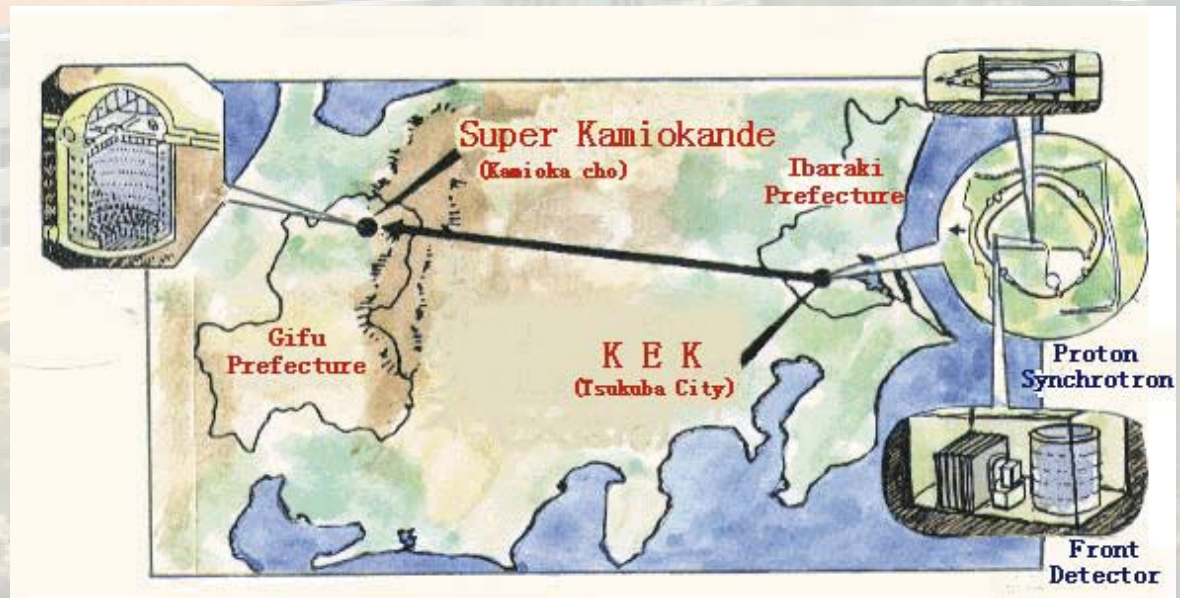 Super Kamiokande
(Kamioka cho)
Ibaraki
Prefecture
Gifu
Prefecture
K E K
(Tsukuba City)
Proton
Synchrotron
Front
Detector